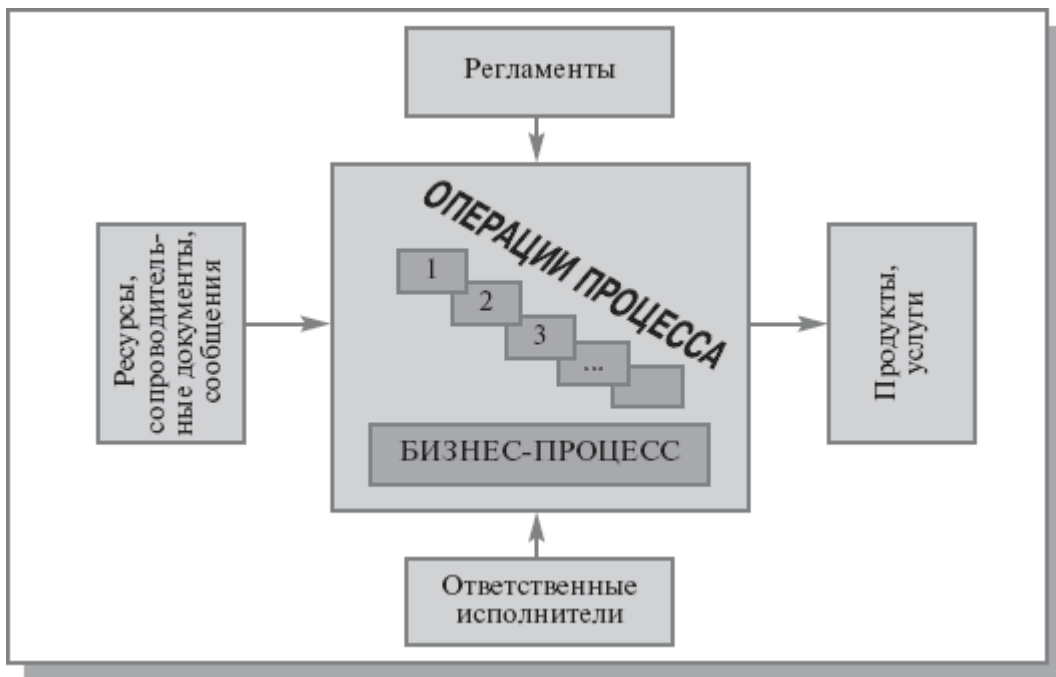 Регламенты
Ресурсы,
сопроводитель-
ные документы,
сообщения
ОПЕРАЦИИ ПРОЦЕССА
1
2
3
...
БИЗНЕС-ПРОЦЕСС
Продукты,
услуги
Ответственные
исполнители